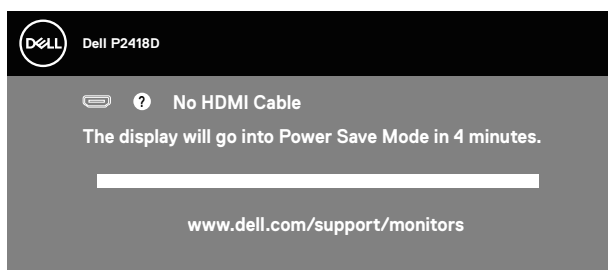 DELL
Dell P2418D
? No HDMI Cable
The display will go into Power Save Mode in 4 minutes.
www.dell.com/support/monitors